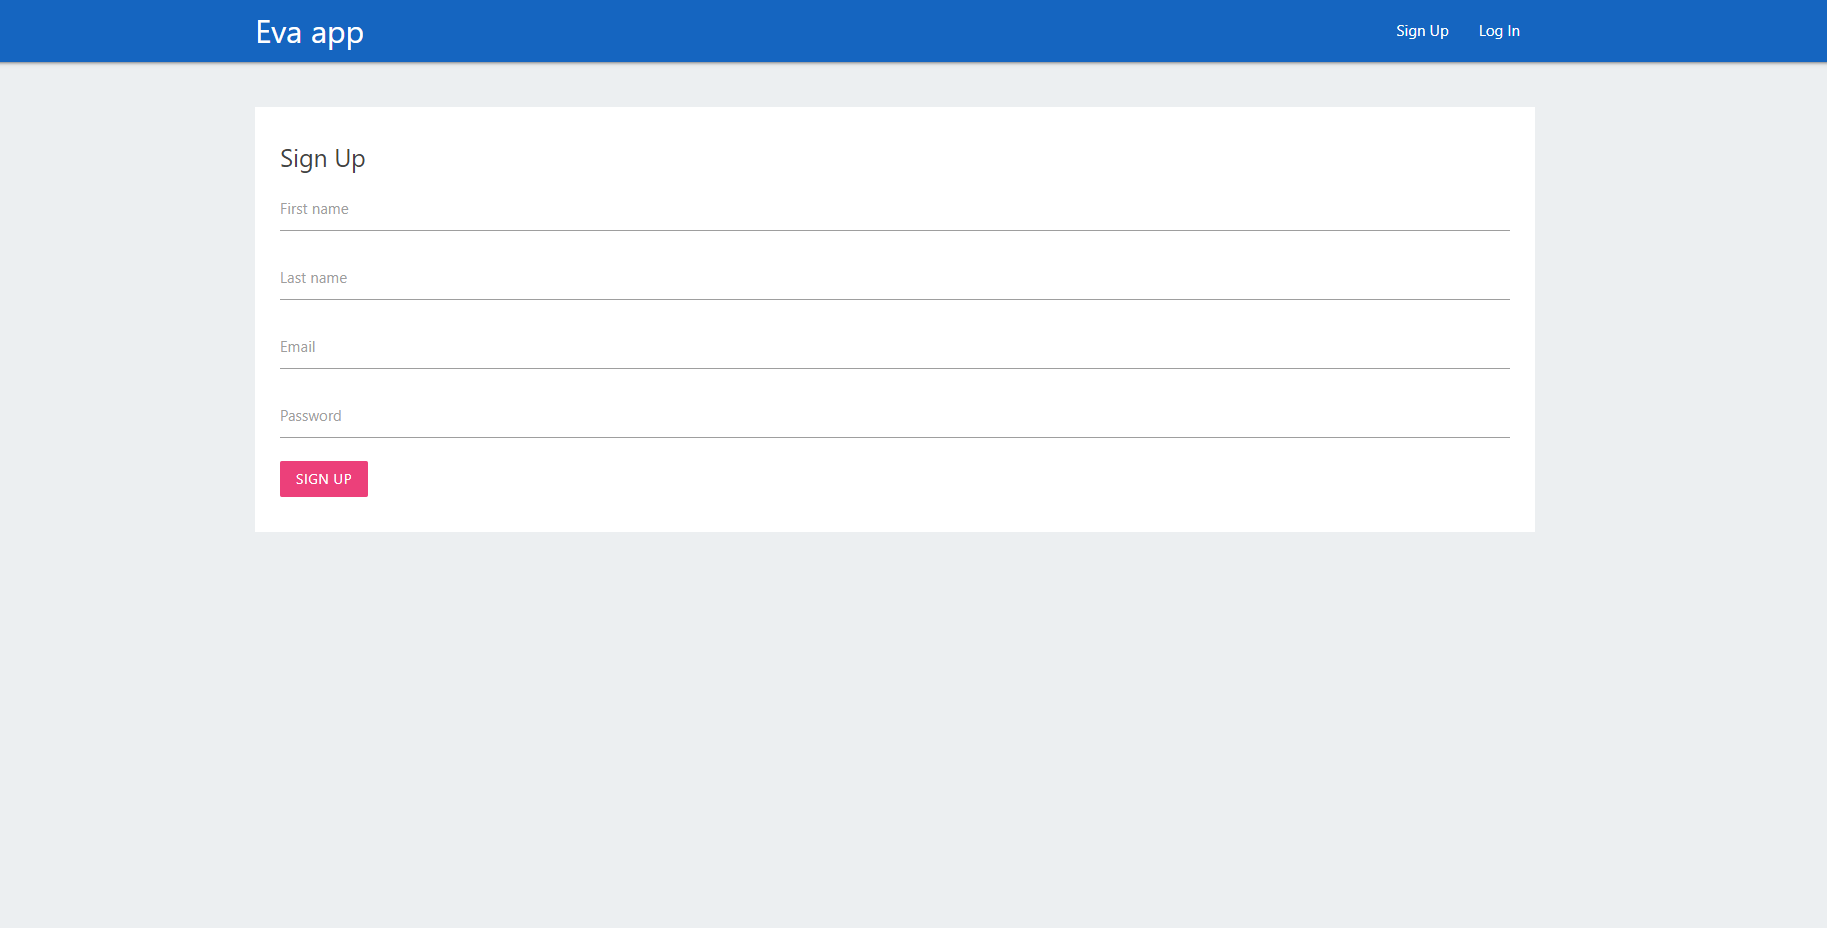 Eva app
Sign Up
Log In
Sign Up
First name
Last name
Email
Password
SIGN UP